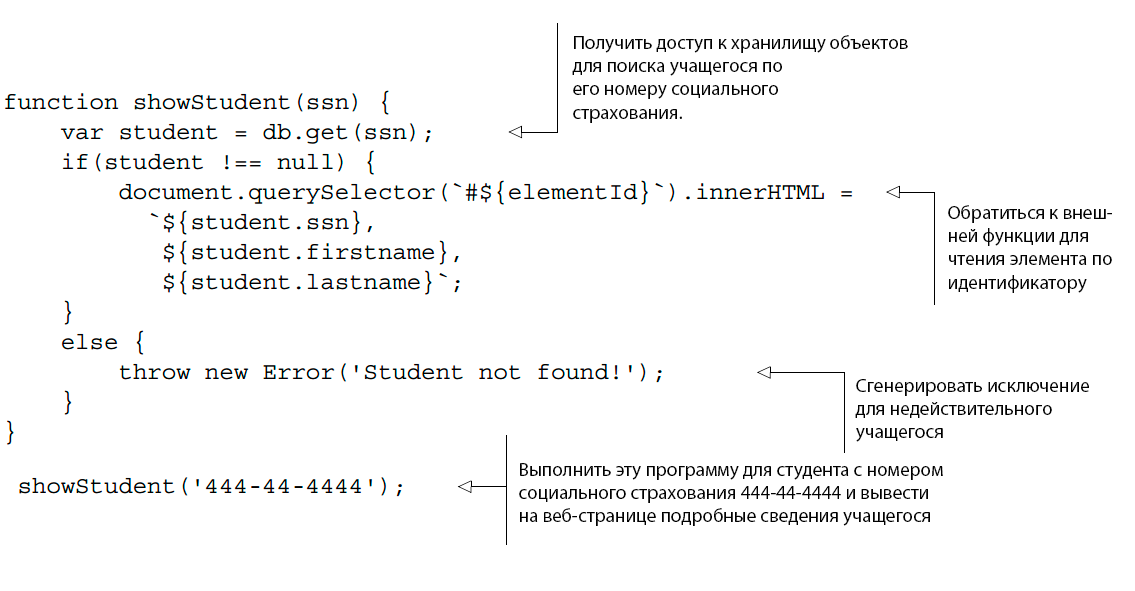 Получить доступ к хранилищу объектов
для поиска учащегося по
его номеру социального
страхования.
function showStudent(ssn) {
var student = db.get(ssn);
if(student !== null) {
document.querySelector(`#${elementId}`).innerHTML =
`${student.ssn},
${student.firstname},
${student.lastname}`;
}
Обратиться к внеш-
ней функции для
чтения элемента по
идентификатору
else {
throw new Error('Student not found!');
}
}
Сгенерировать исключение
для недействительного
учащегося
showStudent('444-44-4444');
Выполнить эту программу для студента с номером
социального страхования 444-44-4444 и вывести
на веб-странице подробные сведения учащегося